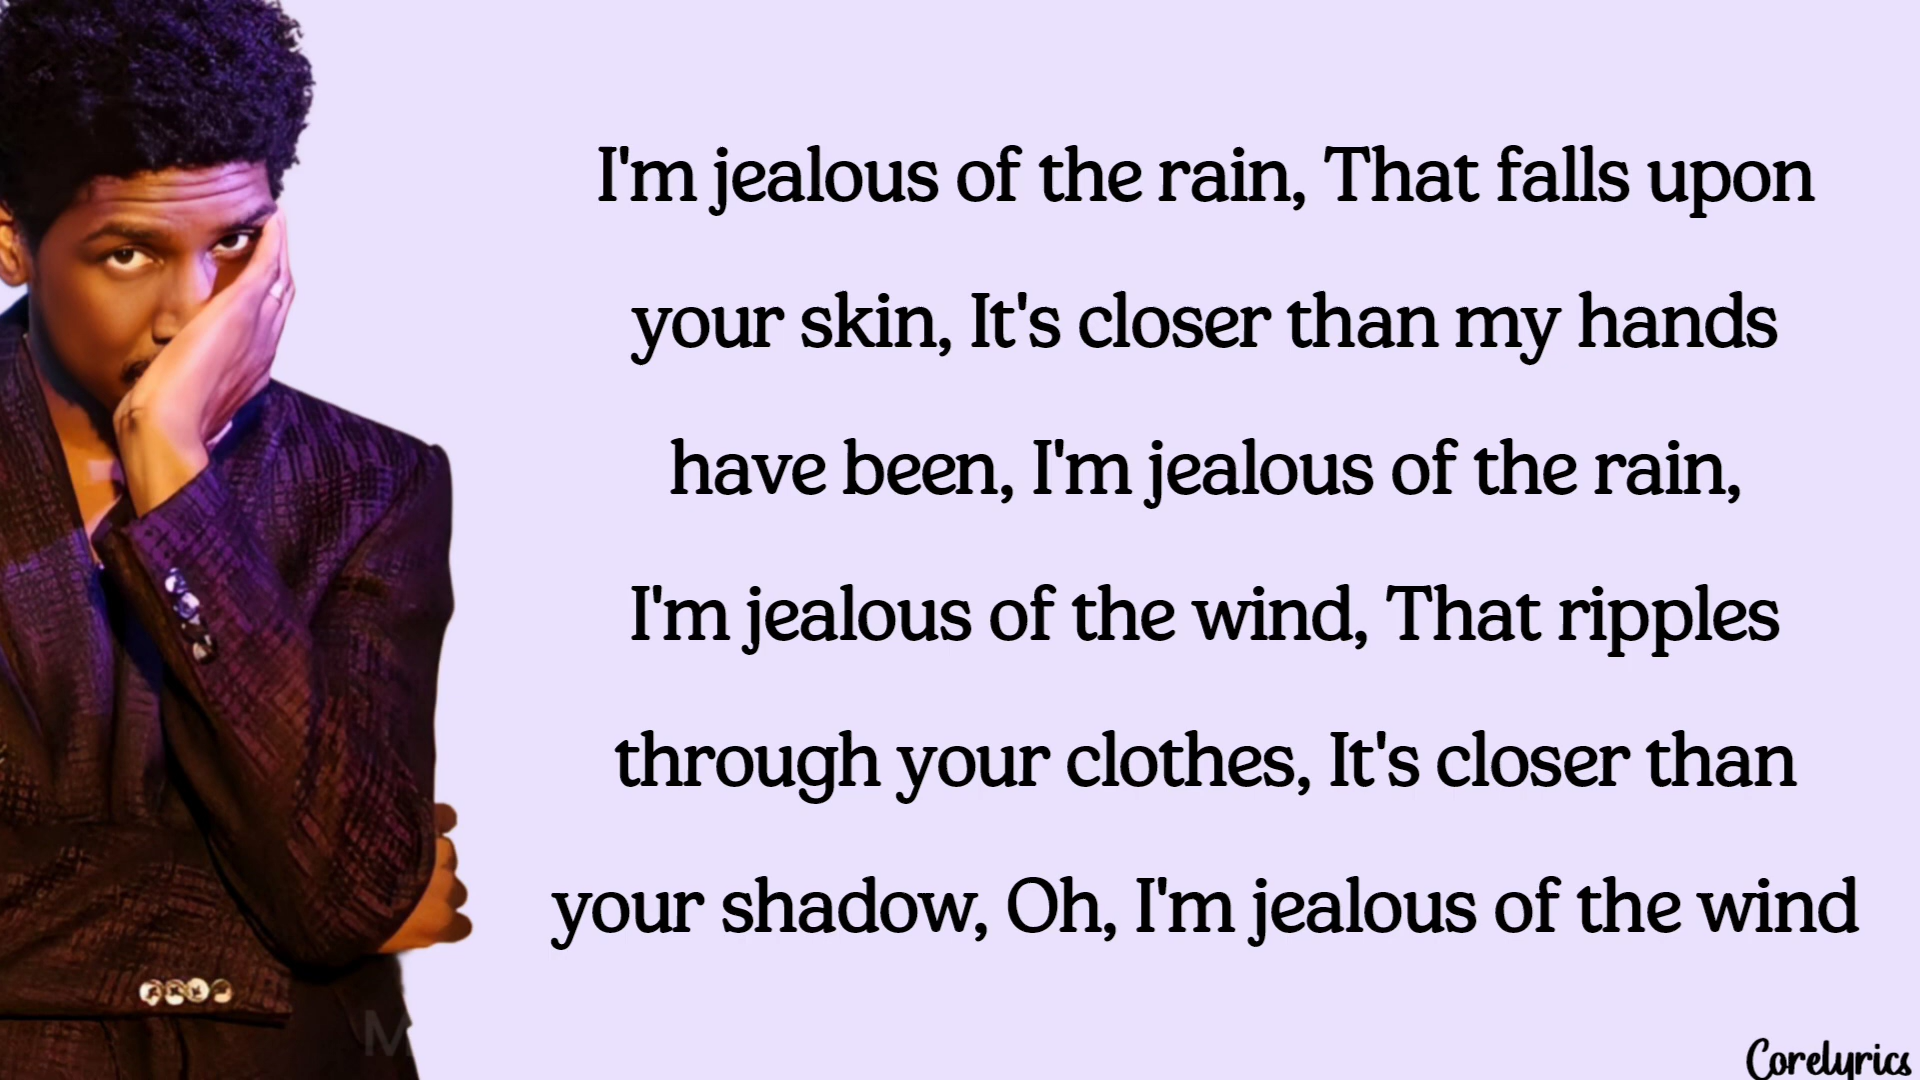 I'm jealous of the rain, That falls upon
your skin, It's closer than my hands
have been, I'm jealous of the rain,
I'm jealous of the wind, That ripples
through your clothes, It's closer than
your shadow, Oh, I'm jealous of the wind
M
Corelyrics